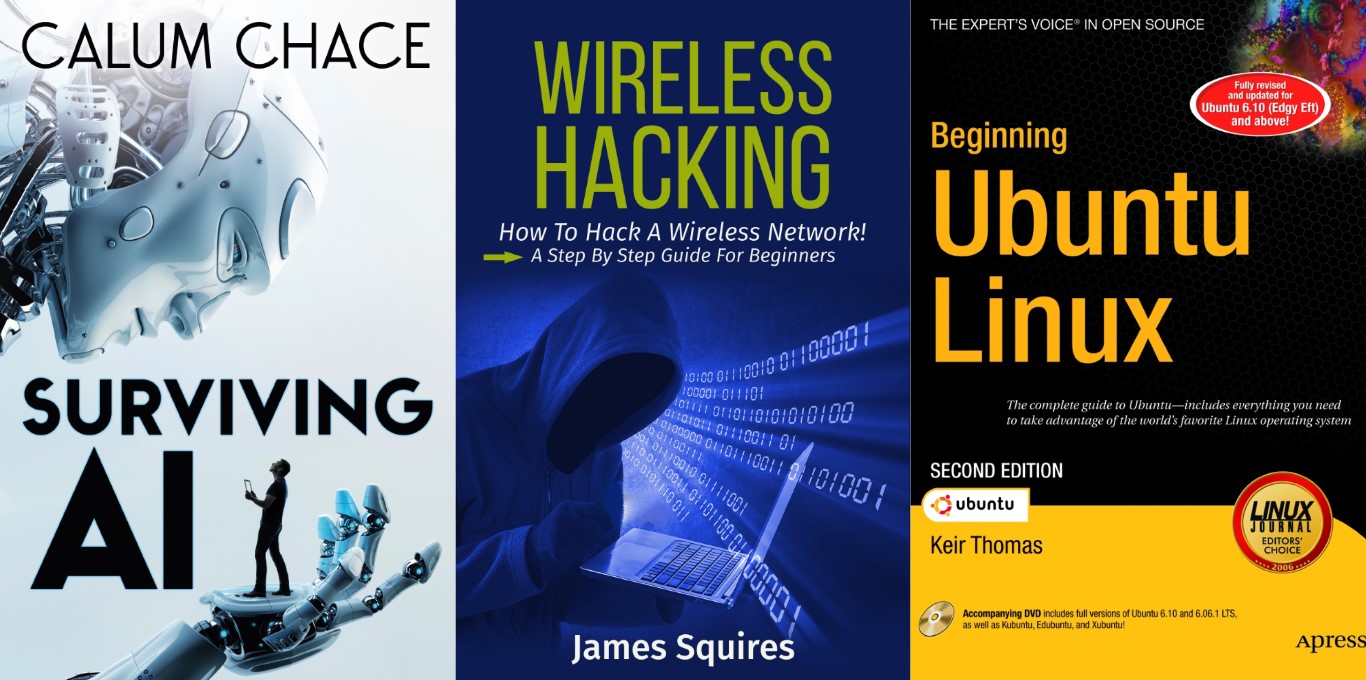 CALUM CHACE
SURVIVING
AI
WIRELESS
HACKING
How To Hack A Wireless Network!
A Step By Step Guide For Beginners
James Squires
THE EXPERT'S VOICE® IN OPEN SOURCE
Fully revised
and updated for
Ubuntu 6.10 (Edgy Eft)
and above!
Beginning
Ubuntu
Linux
The complete guide to Ubuntu—includes everything you need
to take advantage of the world's favorite Linux operating system
SECOND EDITION
ubuntu
Keir Thomas
LINUX
JOURNAL
EDITORS'
CHOICE
2006
Accompanying DVD includes full versions of Ubuntu 6.10 and 6.06.1 LTS,
as well as Kubuntu, Edubuntu, and Xubuntu!
Apress